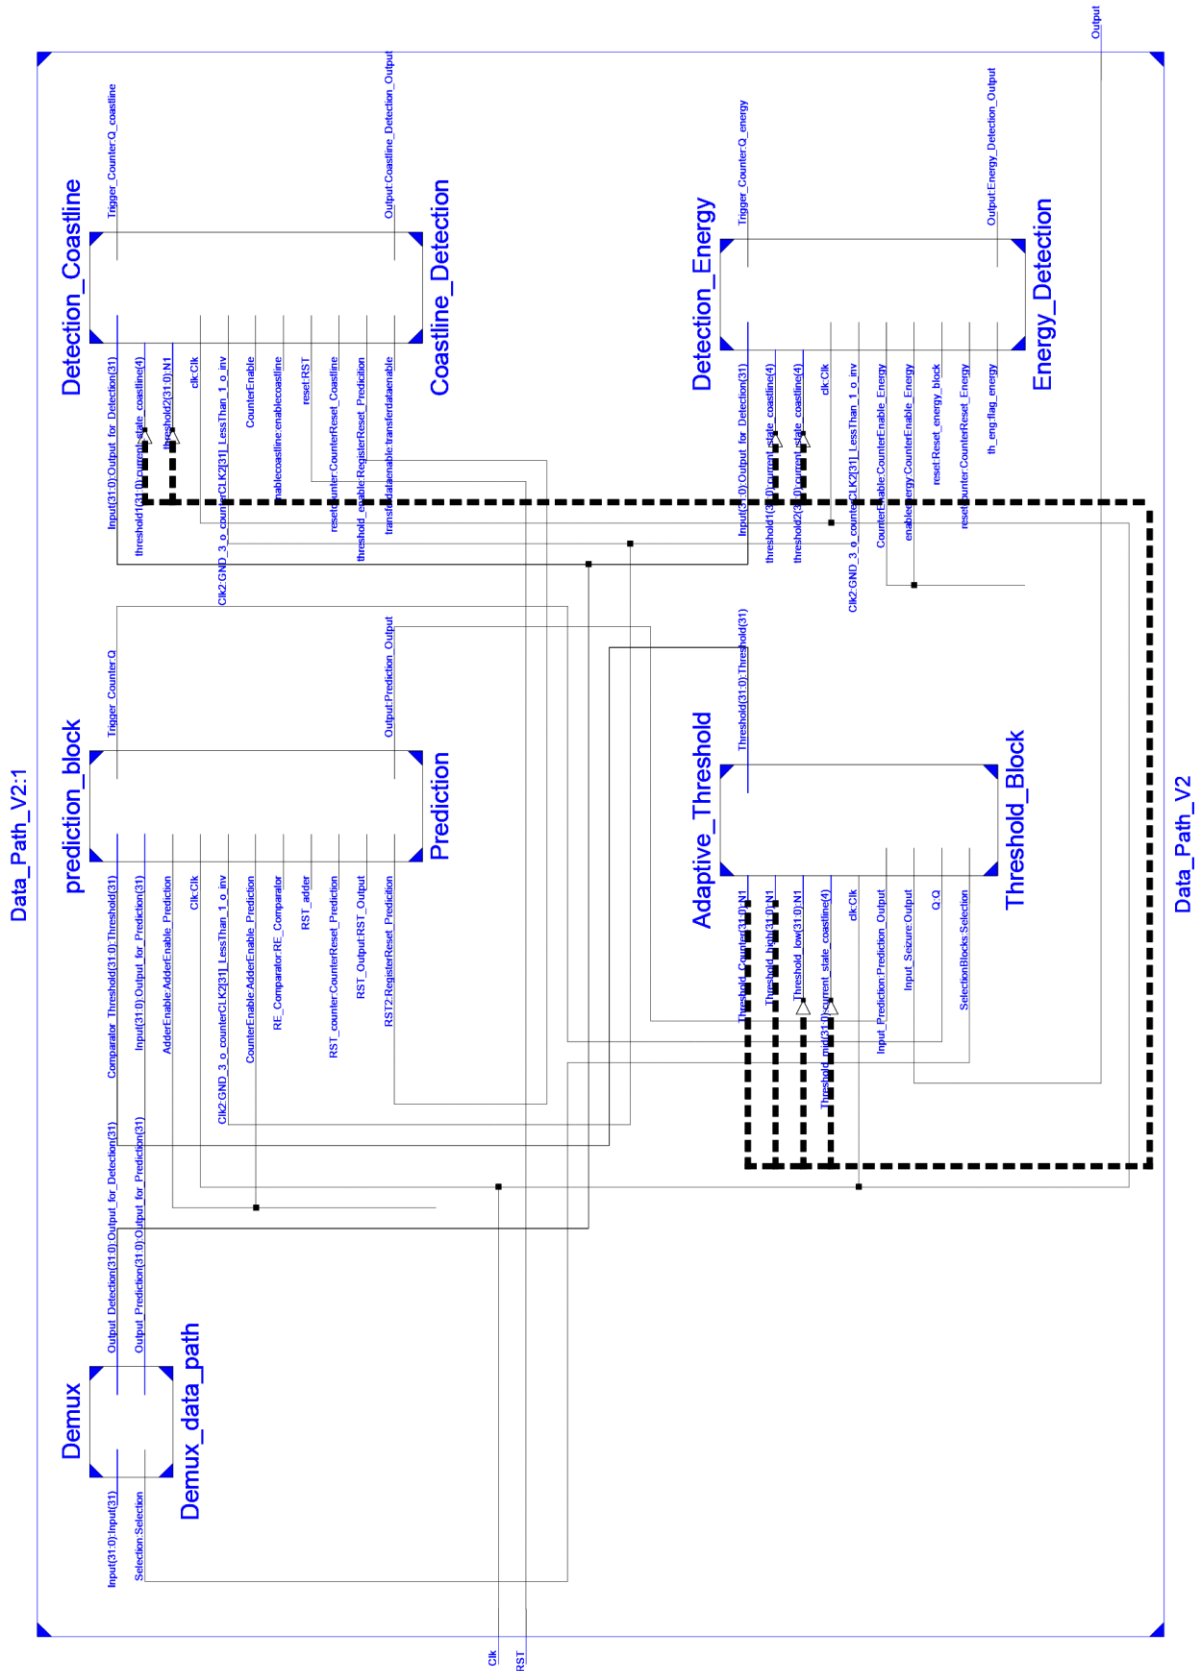 Data_Path_V2:1
Demux
Input(31:0):Input(31)
Selection:Selection
Output_Detection(31:0):Output_for_Detection(31)
Output_Prediction(31:0):Output_for_Prediction(31)
Demux_data_path
prediction_block
Comparator_Threshold(31:0):Threshold(31)
Input(31:0):Output_for_Prediction(31)
AdderEnable:AdderEnable_Prediction
Clk:Clk
Clk2:GND_3_o_counterCLK2[31]_LessThan_1_o_inv
CounterEnable:AdderEnable_Prediction
RE_Comparator:RE_Comparator
RST_adder
RST_counter:CounterReset_Prediction
RST_Output:RST_Output
RST2:RegisterReset_Prediction
Trigger_Counter:Q
Output:Prediction_Output
Prediction
Detection_Coastline
Input(31:0):Output_for_Detection(31)
threshold1(31:0):current_state_coastline(4)
threshold2(31:0):N1
clk:Clk
Clk2:GND_3_o_counterCLK2[31]_LessThan_1_o_inv
CounterEnable
enablecoastline:enablecoastline
reset:RST
resetcounter:CounterReset_Coastline
threshold_enable:RegisterReset_Predicition
transferdataenable:transferdataenable
Trigger_Counter:Q_coastline
Output:Coastline_Detection_Output
Coastline_Detection
Adaptive_Threshold
Threshold_Counter(31:0):N1
Threshold_high(31:0):N1
Threshold_low(31:0):N1
Threshold_mid(31:0):current_state_coastline(4)
clk:Clk
Input_Prediction:Prediction_Output
Input_Seizure:Output
Q:Q
SelectionBlocks:Selection
Threshold(31:0):Threshold(31)
Threshold_Block
Detection_Energy
Input(31:0):Output_for_Detection(31)
threshold1(31:0):current_state_coastline(4)
threshold2(31:0):current_state_coastline(4)
clk:Clk
Clk2:GND_3_o_counterCLK2[31]_LessThan_1_o_inv
CounterEnable:CounterEnable_Energy
enableenergy:CounterEnable_Energy
reset:Reset_energy_block
resetcounter:CounterReset_Energy
th_eng:flag_energy
Trigger_Counter:Q_energy
Output:Energy_Detection_Output
Energy_Detection
Clk
RST
Output
Data_Path_V2